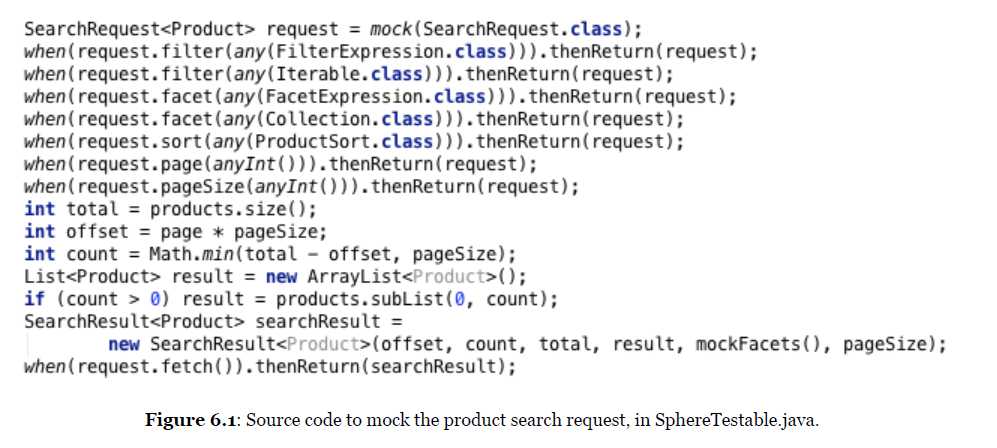 SearchRequest<Product> request = mock(SearchRequest.class);
when(request.filter(any(FilterExpression.class))).thenReturn(request);
when(request.filter(any(Iterable.class))).thenReturn(request);
when(request.facet(any(FacetExpression.class))).thenReturn(request);
when(request.facet(any(Collection.class))).thenReturn(request);
when(request.sort(any(ProductSort.class))).thenReturn(request);
when(request.page(anyInt())).thenReturn(request);
when(request.pageSize(anyInt())).thenReturn(request);
int total = products.size();
int offset = page * pageSize;
int count = Math.min(total - offset, pageSize);
List<Product> result = new ArrayList<Product>();
if (count > 0) result = products.subList(0, count);
SearchResult<Product> searchResult =
        new SearchResult<Product>(offset, count, total, result, mockFacets(), pageSize);
when(request.fetch()).thenReturn(searchResult);
Figure 6.1: Source code to mock the product search request, in SphereTestable.java.